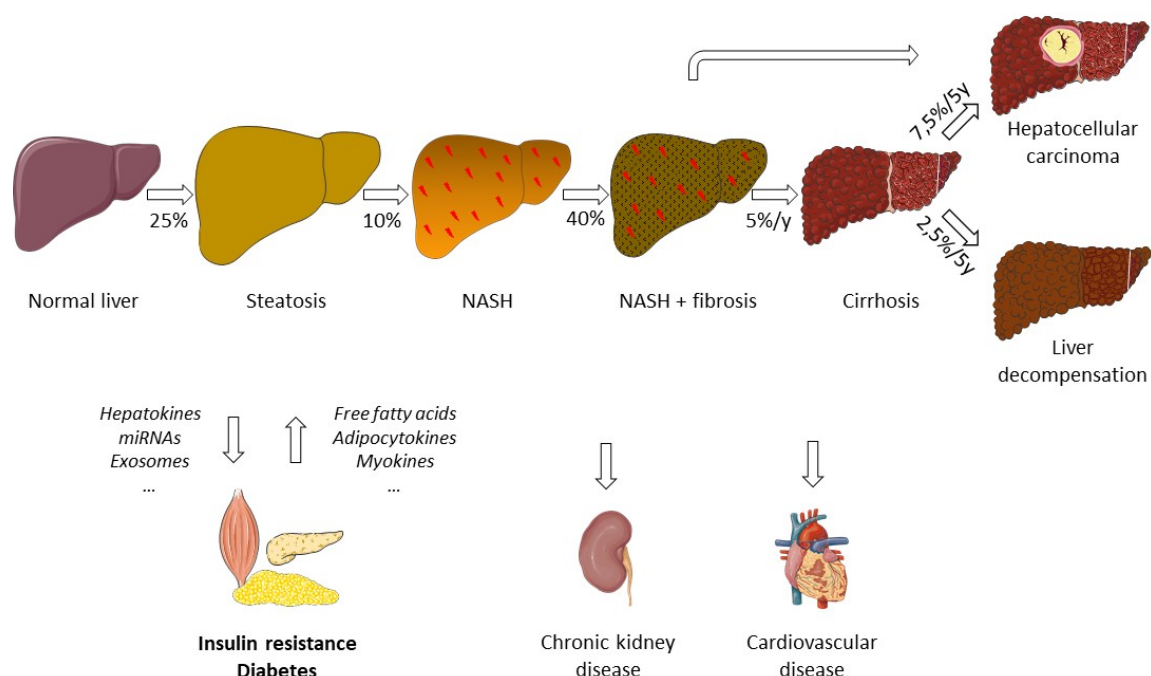 25%
10%
40%
5%/y
7,5%/5y
2,5%/5y
Hepatocellular
carcinoma
Normal liver
Steatosis
NASH
NASH + fibrosis
Cirrhosis
Liver
decompensation
Hepatokines
miRNAs
Exosomes
...
Free fatty acids
Adipocytokines
Myokines
...
Insulin resistance
Diabetes
Chronic kidney
disease
Cardiovascular
disease